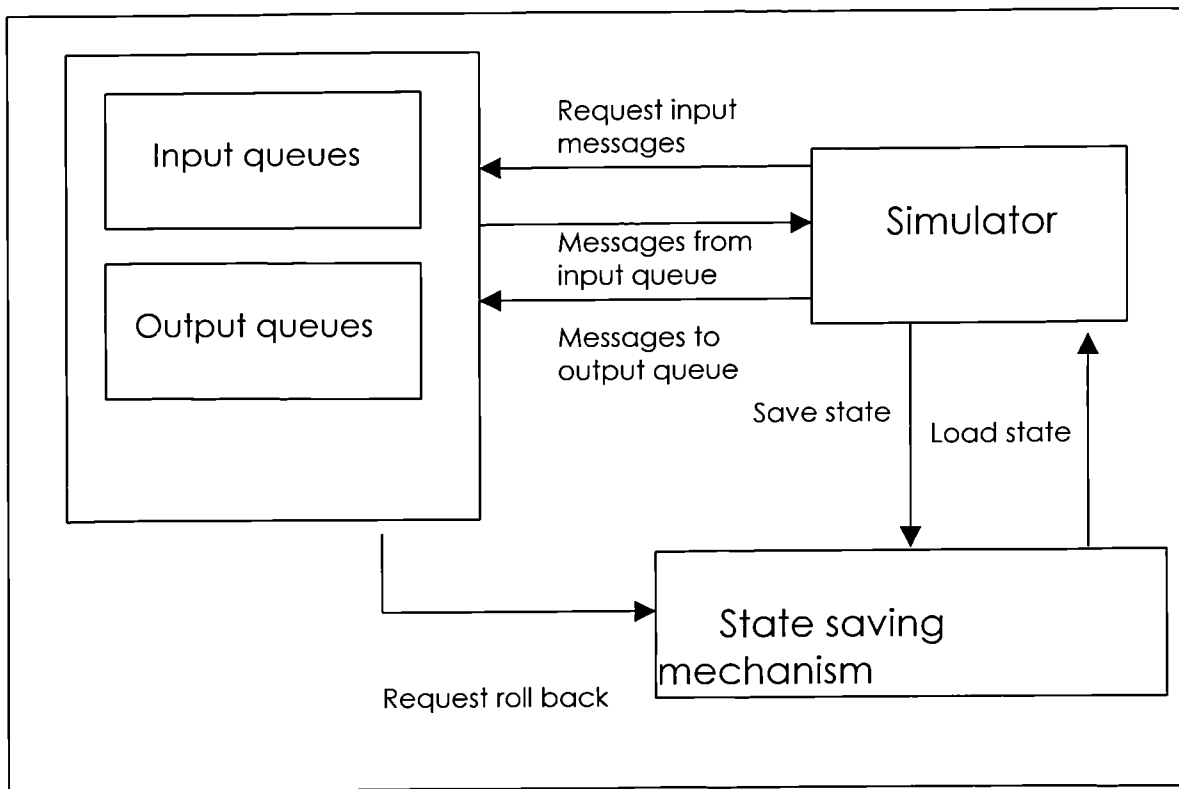 Input queues
Output queues
Request input
messages
Messages from
input queue
Messages to
output queue
Simulator
Save state
Load state
State saving
mechanism
Request roll back